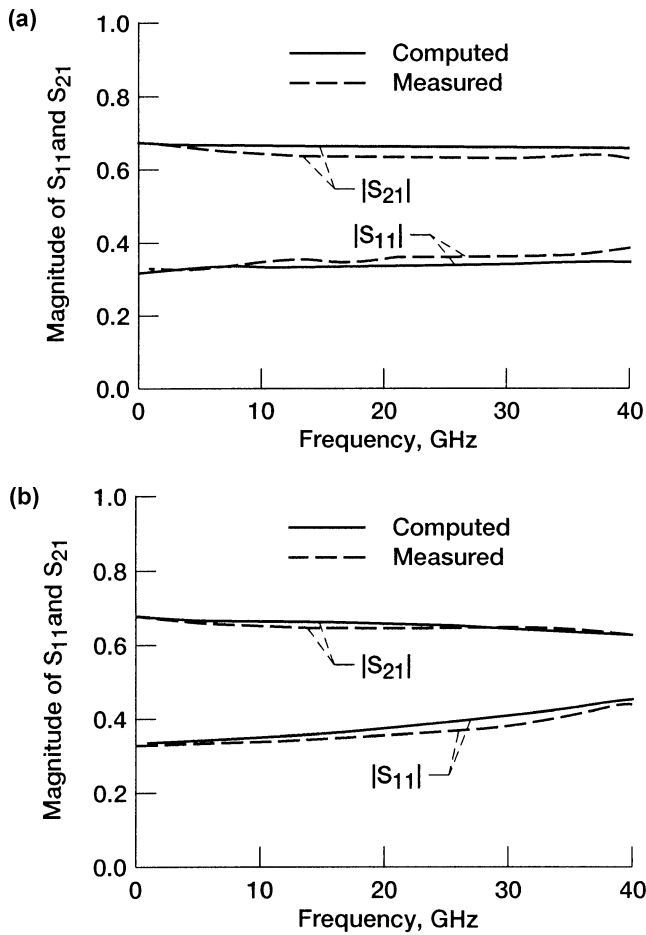 (a)
1.0
0.8
0.6
0.4
0.2
0.0
Magnitude of S₁₁and S₂₁
Computed
Measured
|S₂₁|
|S₁₁|
0 10 20 30 40
Frequency, GHz
(b)
1.0
0.8
0.6
0.4
0.2
0.0
Magnitude of S₁₁and S₂₁
Computed
Measured
|S₂₁|
|S₁₁|
0 10 20 30 40
Frequency, GHz